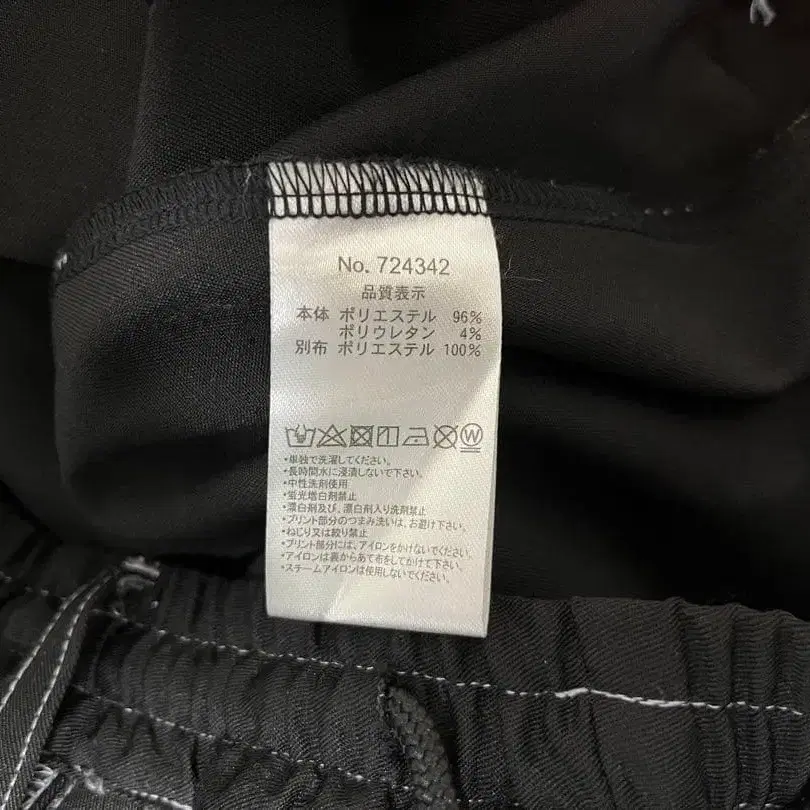 No. 724342
品質表示
本体 ポリエステル 96%
ポリウレタン 4%
別布 ポリエステル 100%
W
・単独で洗濯してください。
・長時間水に浸漬しないで下さい。
・中性洗剤使用
・蛍光増白剤禁止
・漂白剤及び、漂白剤入り洗剤禁止
・プリント部分のつまみ洗いは、お避け下さい。
・ねじり又は絞り禁止
・プリント部分には、アイロンをかけないでください。
・アイロンは裏からあて布をしてかけて下さい。
・スチームアイロンは使用しないでください。